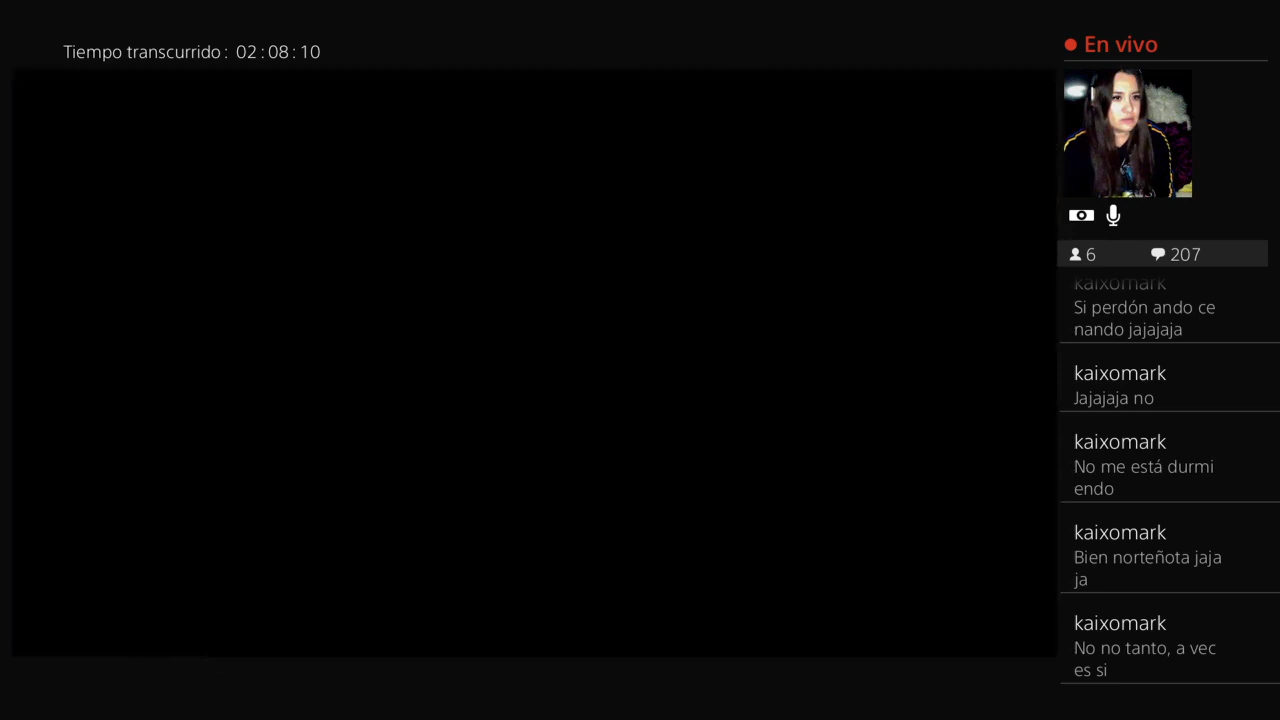 Tiempo transcurrido : 02 : 08 : 10
En vivo
6 207
kaixomark
Si perdón ando ce
nando jajajaja
kaixomark
Jajajaja no
kaixomark
No me está durmi
endo
kaixomark
Bien norteñota jaja
ja
kaixomark
No no tanto, a vec
es si